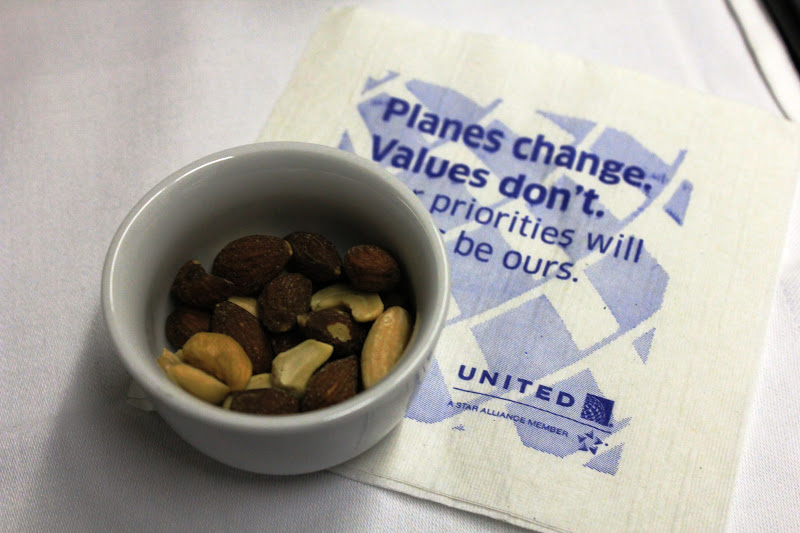 Planes change.
Values don't.
priorities will
be ours.
UNITED
A STAR ALLIANCE MEMBER